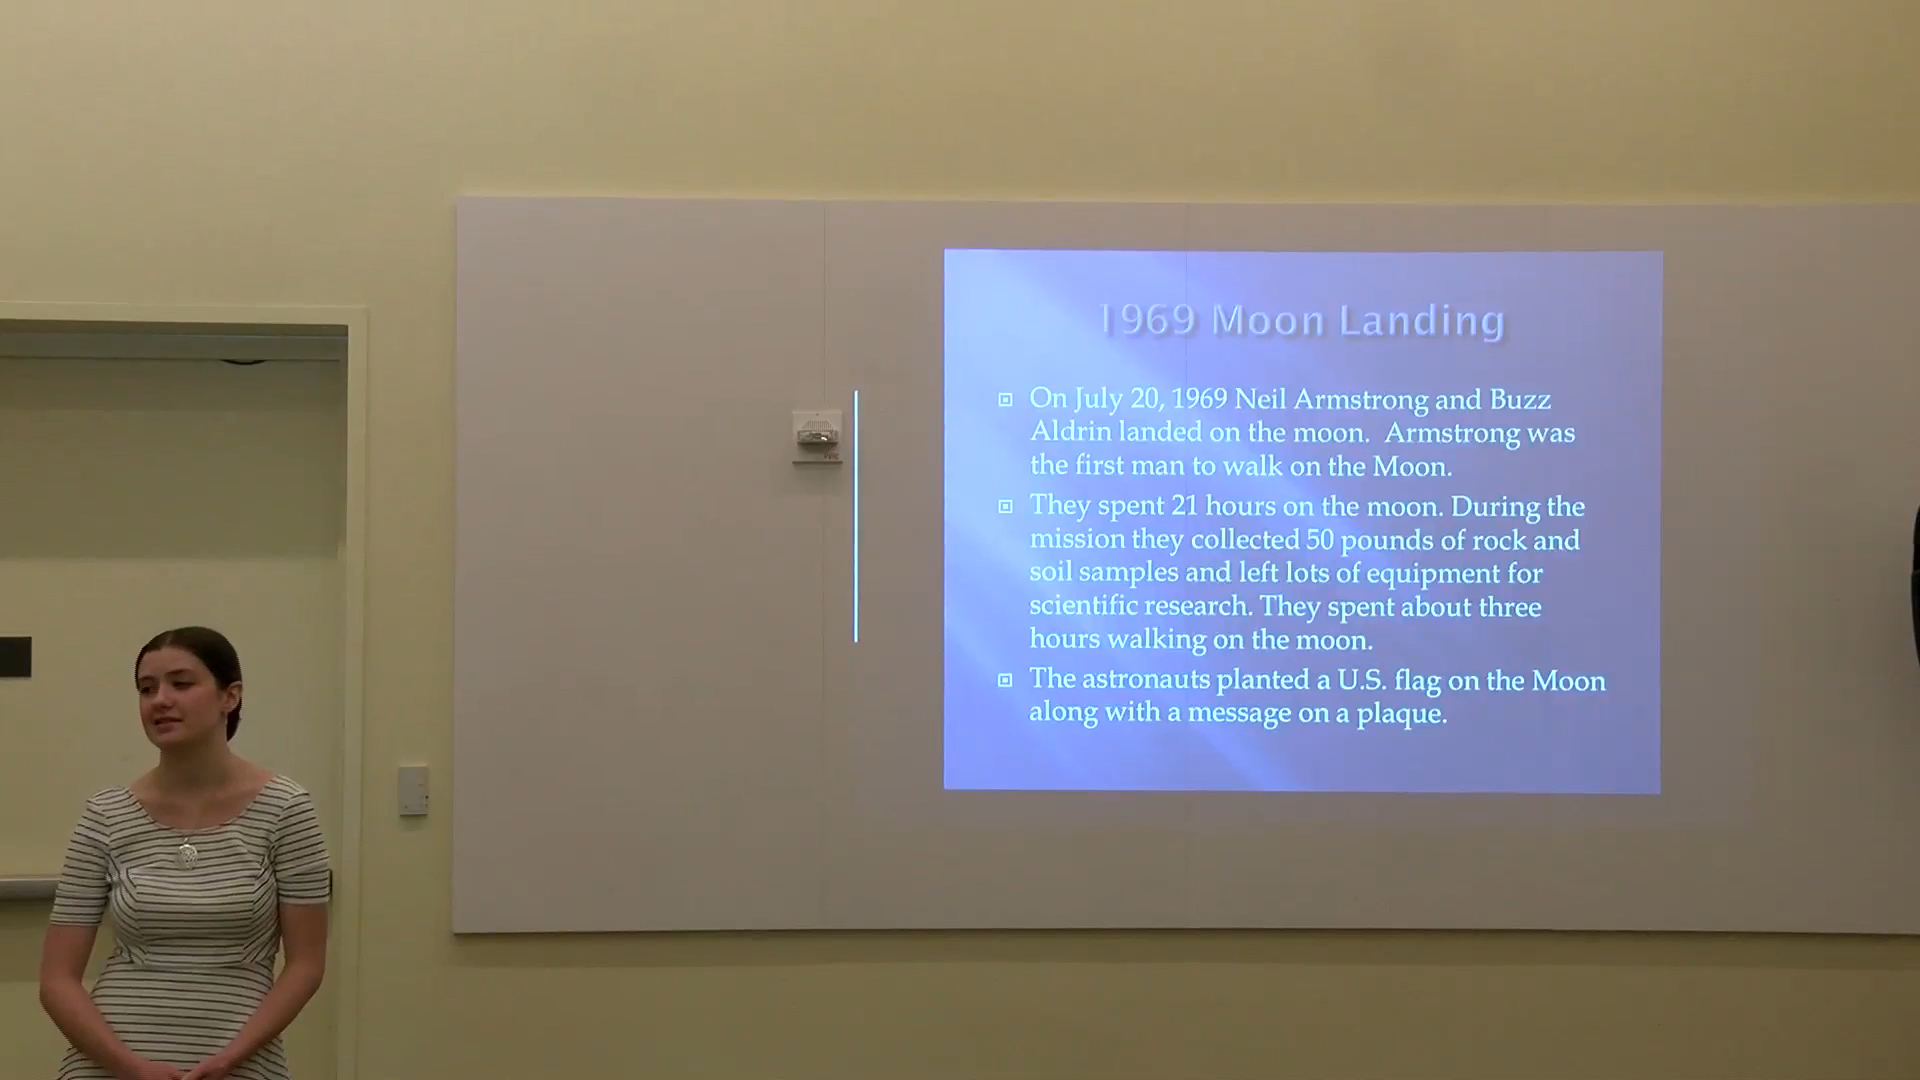 1969 Moon Landing
On July 20, 1969 Neil Armstrong and Buzz
Aldrin landed on the moon.  Armstrong was
the first man to walk on the Moon.
They spent 21 hours on the moon. During the
mission they collected 50 pounds of rock and
soil samples and left lots of equipment for
scientific research. They spent about three
hours walking on the moon.
The astronauts planted a U.S. flag on the Moon
along with a message on a plaque.